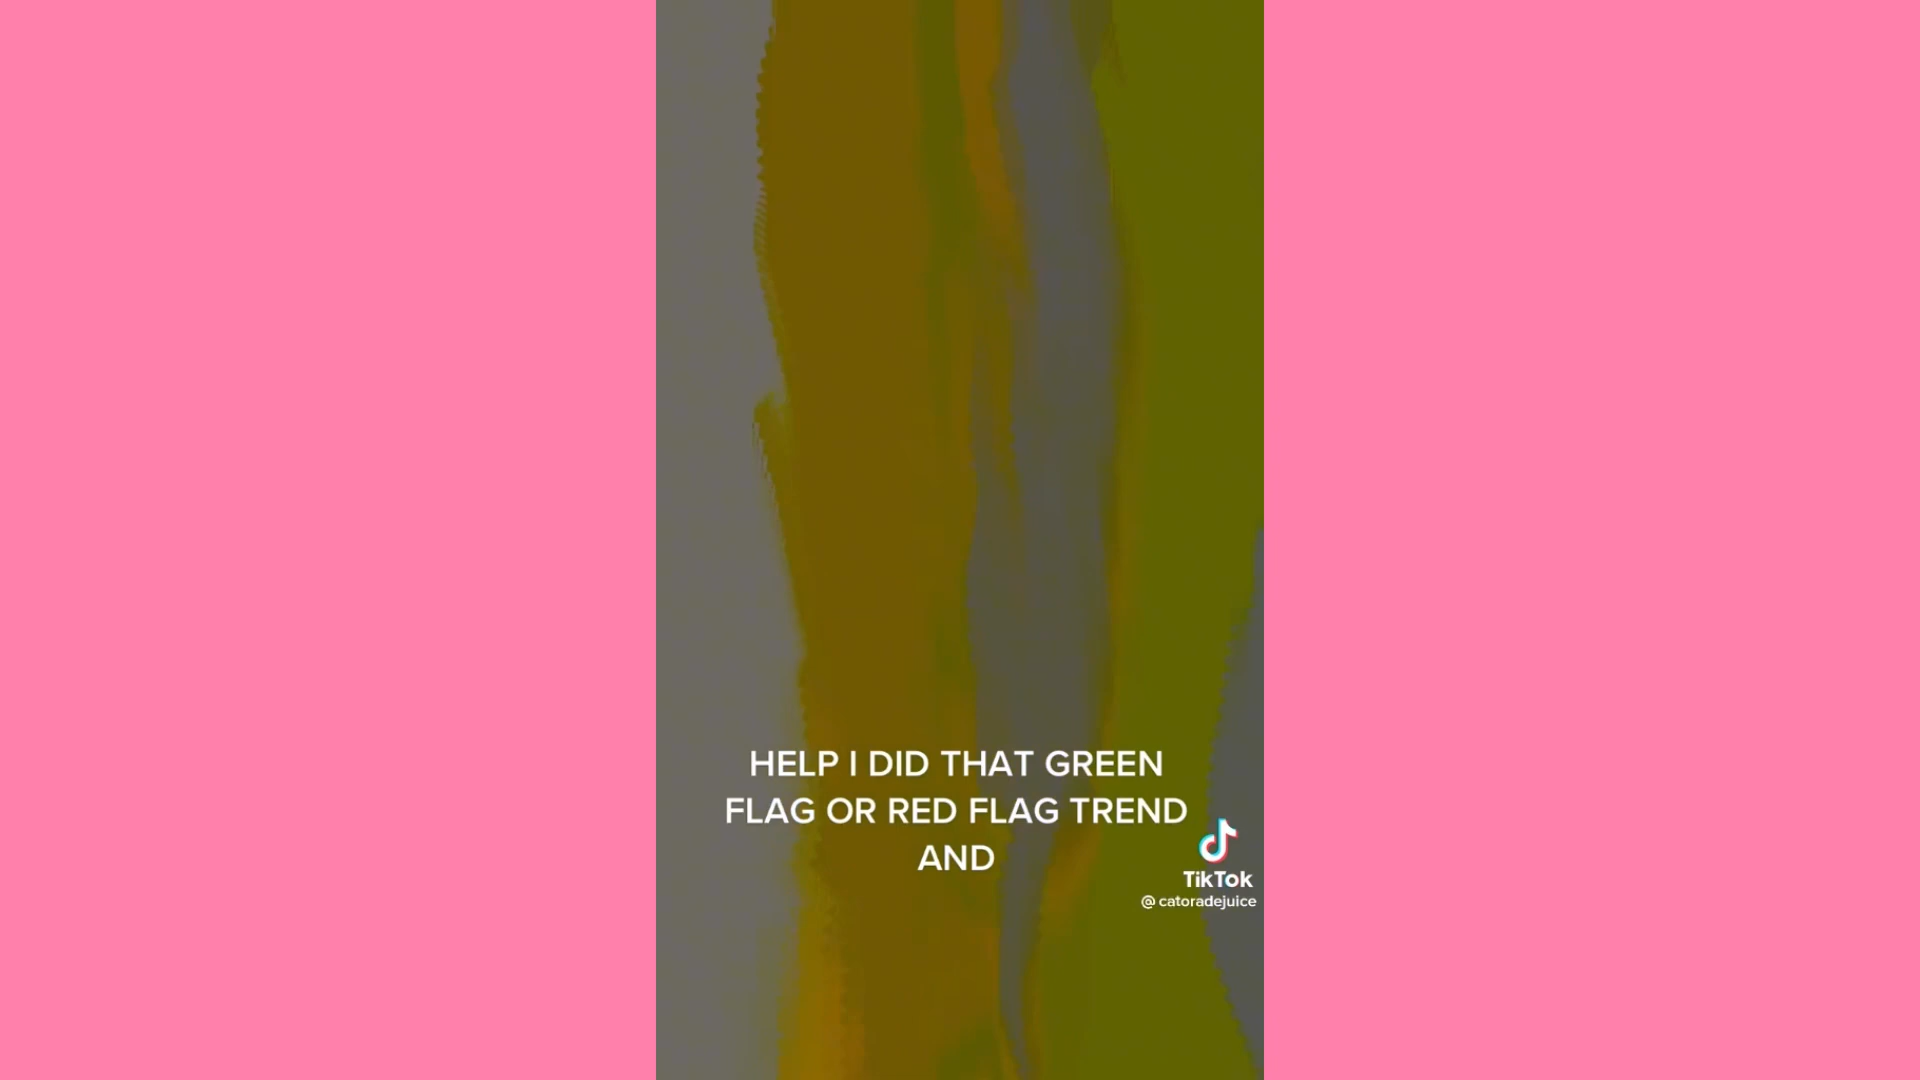 HELP I DID THAT GREEN
FLAG OR RED FLAG TREND
AND
TikTok
@catoradejuice